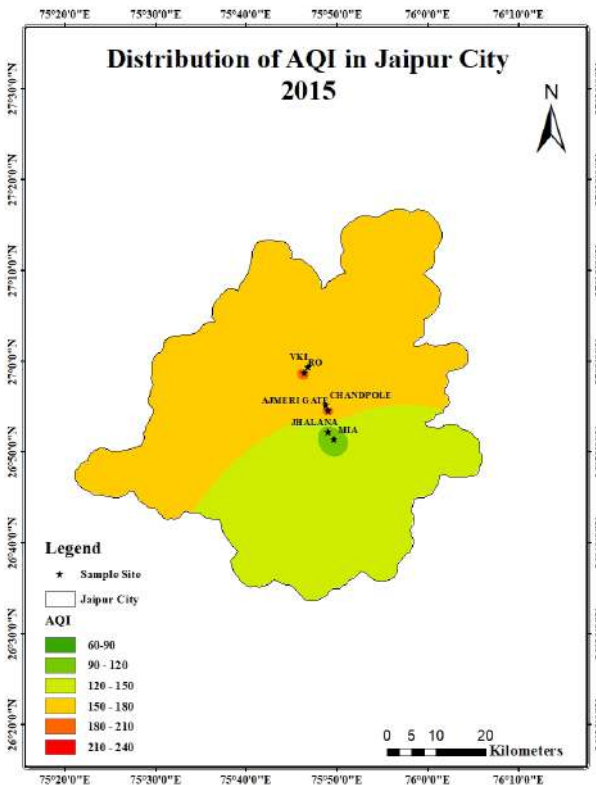 75°20'0"E 75°30'0"E 75°40'0"E 75°50'0"E 76°0'0"E 76°10'0"E
Distribution of AQI in Jaipur City
2015
N
27°30'0"N
27°20'0"N
27°10'0"N
27°0'0"N
26°50'0"N
26°40'0"N
26°30'0"N
26°20'0"N
VKI
RO
CHANDPOLE
AJMERI GATE
JHALANA
MIA
Legend
Sample Site
Jaipur City
AQI
60-90
90 - 120
120 - 150
150 - 180
180 - 210
210 - 240
0 5 10 20
Kilometers
75°20'0"E 75°30'0"E 75°40'0"E 75°50'0"E 76°0'0"E 76°10'0"E